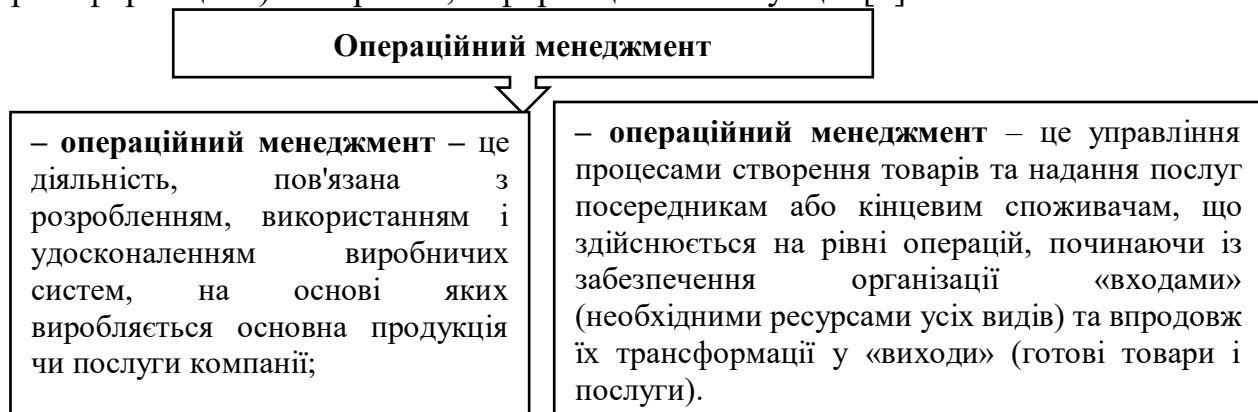 Операційний менеджмент
– операційний менеджмент – це
діяльність, пов'язана з
розробленням, використанням і
удосконаленням виробничих
систем, на основі яких
виробляється основна продукція
чи послуги компанії;
– операційний менеджмент – це управління
процесами створення товарів та надання послуг
посередникам або кінцевим споживачам, що
здійснюється на рівні операцій, починаючи із
забезпечення організації «входами»
(необхідними ресурсами усіх видів) та впродовж
їх трансформації у «виходи» (готові товари і
послуги).